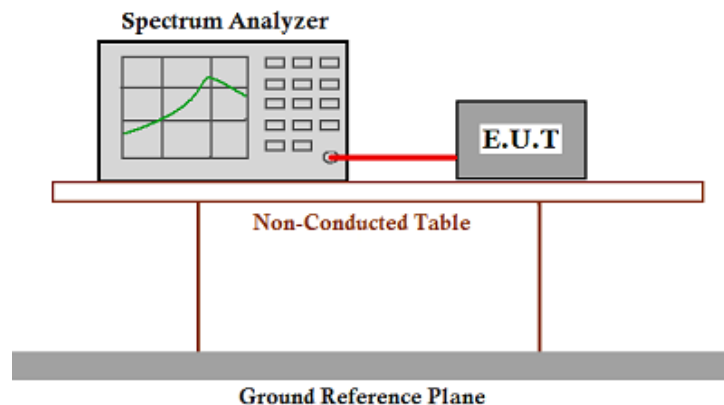 Spectrum Analyzer
E.U.T
Non-Conducted Table
Ground Reference Plane